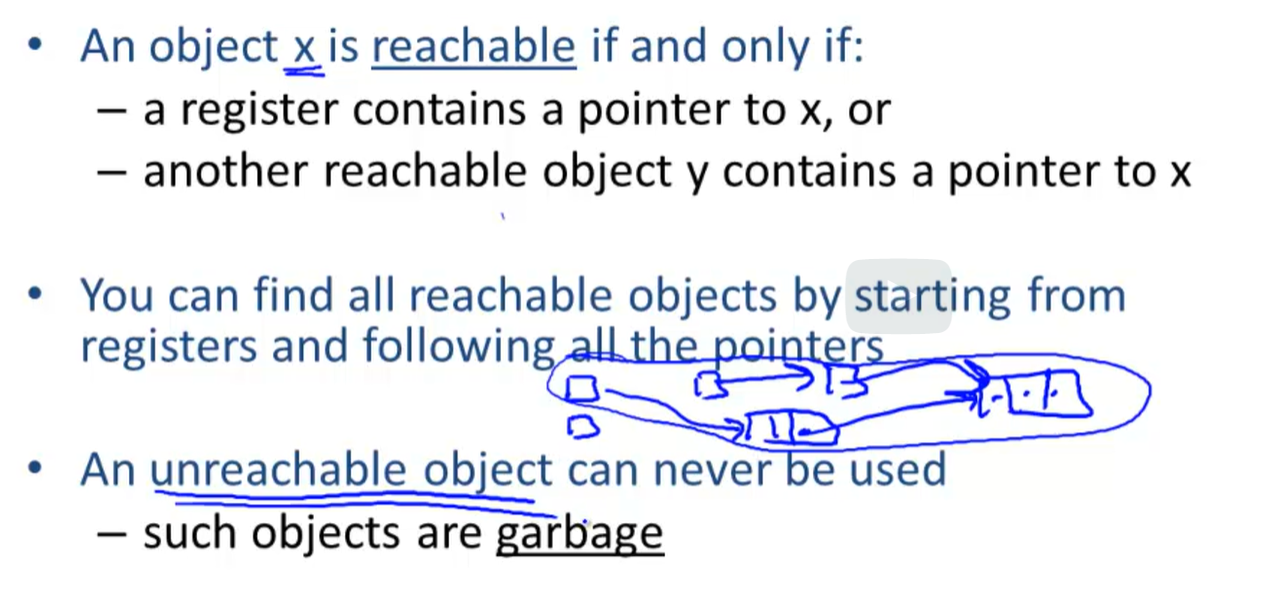 • An object x is reachable if and only if:
– a register contains a pointer to x, or
– another reachable object y contains a pointer to x
• You can find all reachable objects by starting from
registers and following all the pointers
• An unreachable object can never be used
– such objects are garbage